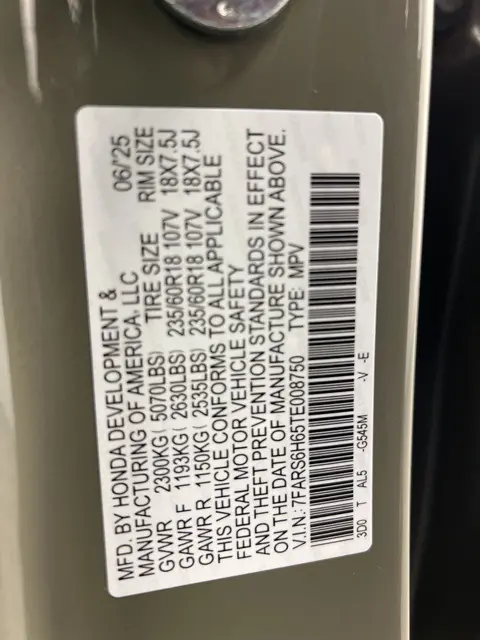 MFD. BY HONDA DEVELOPMENT &
MANUFACTURING OF AMERICA, LLC 06/'25
GVWR 2300KG( 5070LBS) TIRE SIZE RIM SIZE
GAWR F 1193KG( 2630LBS) 235/60R18 107V 18X7.5J
GAWR R 1150KG( 2535LBS) 235/60R18 107V 18X7.5J
THIS VEHICLE CONFORMS TO ALL APPLICABLE
FEDERAL MOTOR VEHICLE SAFETY
AND THEFT PREVENTION STANDARDS IN EFFECT
ON THE DATE OF MANUFACTURE SHOWN ABOVE.
V.I.N.: 7FARS6H65TE008750 TYPE: MPV
3D0 T AL5 -G545M -V -E